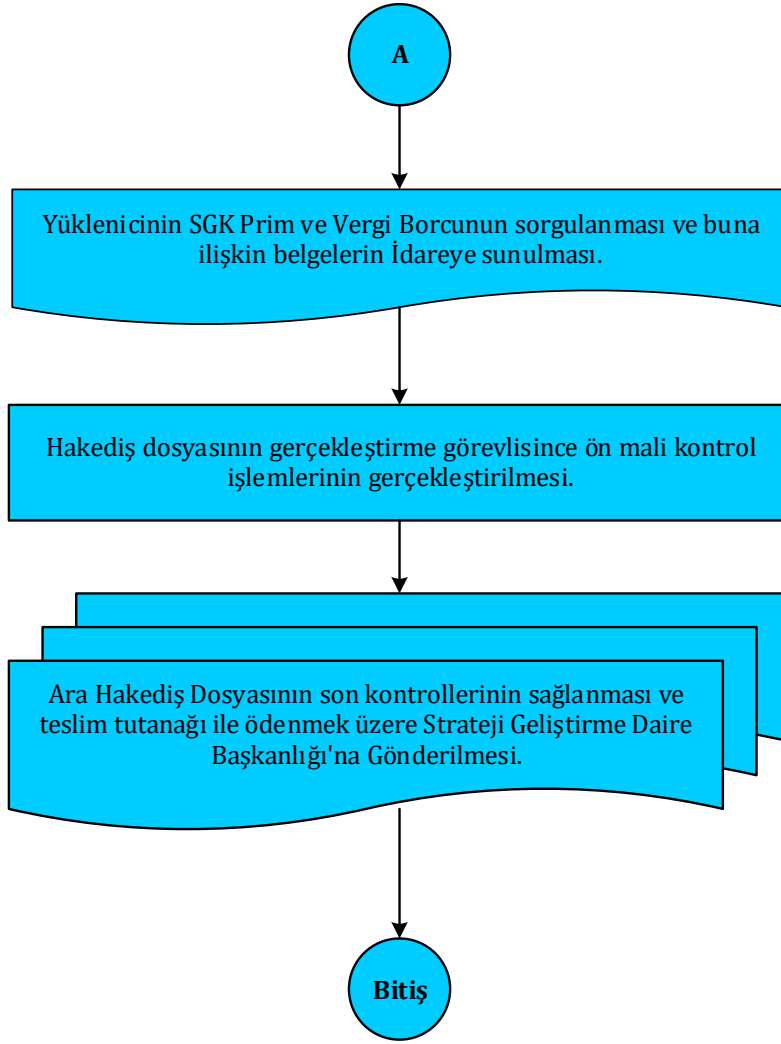 A
Yüklenicinin SGK Prim ve Vergi Borcunun sorgulanması ve buna
ilişkin belgelerin İdareye sunulması.
Hakediş dosyasının gerçekleştirme görevlisince ön mali kontrol
işlemlerinin gerçekleştirilmesi.
Ara Hakediş Dosyasının son kontrollerinin sağlanması ve
teslim tutanağı ile ödenmek üzere Strateji Geliştirme Daire
Başkanlığı'na Gönderilmesi.
Bitiş